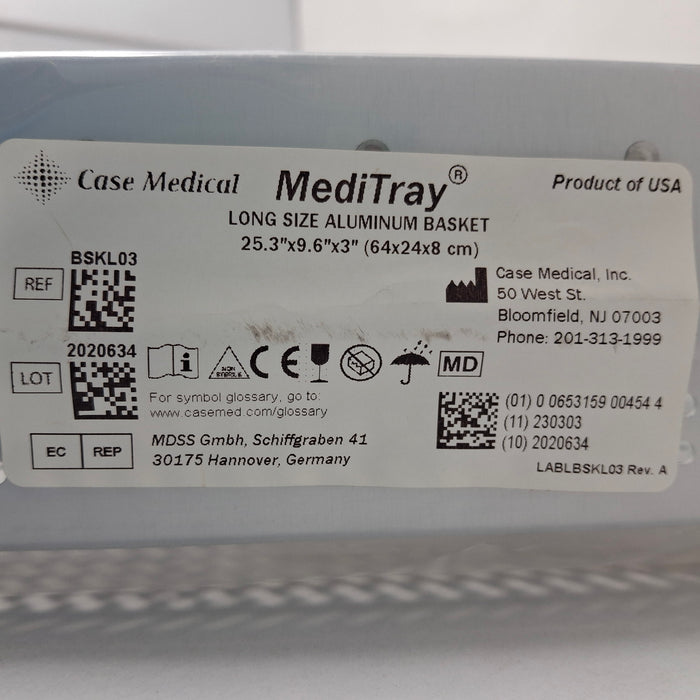 Case Medical
MediTray®
Product of USA
LONG SIZE ALUMINUM BASKET
25.3"x9.6"x3" (64x24x8 cm)
BSKL03
REF
Case Medical, Inc.
50 West St.
Bloomfield, NJ 07003
Phone: 201-313-1999
2020634
LOT
NON
STERILE
CE
MD
For symbol glossary, go to:
www.casemed.com/glossary
(01) 0 0653159 00454 4
(11) 230303
(10) 2020634
EC REP
MDSS Gmbh, Schiffgraben 41
30175 Hannover, Germany
LABLBSKL03 Rev. A